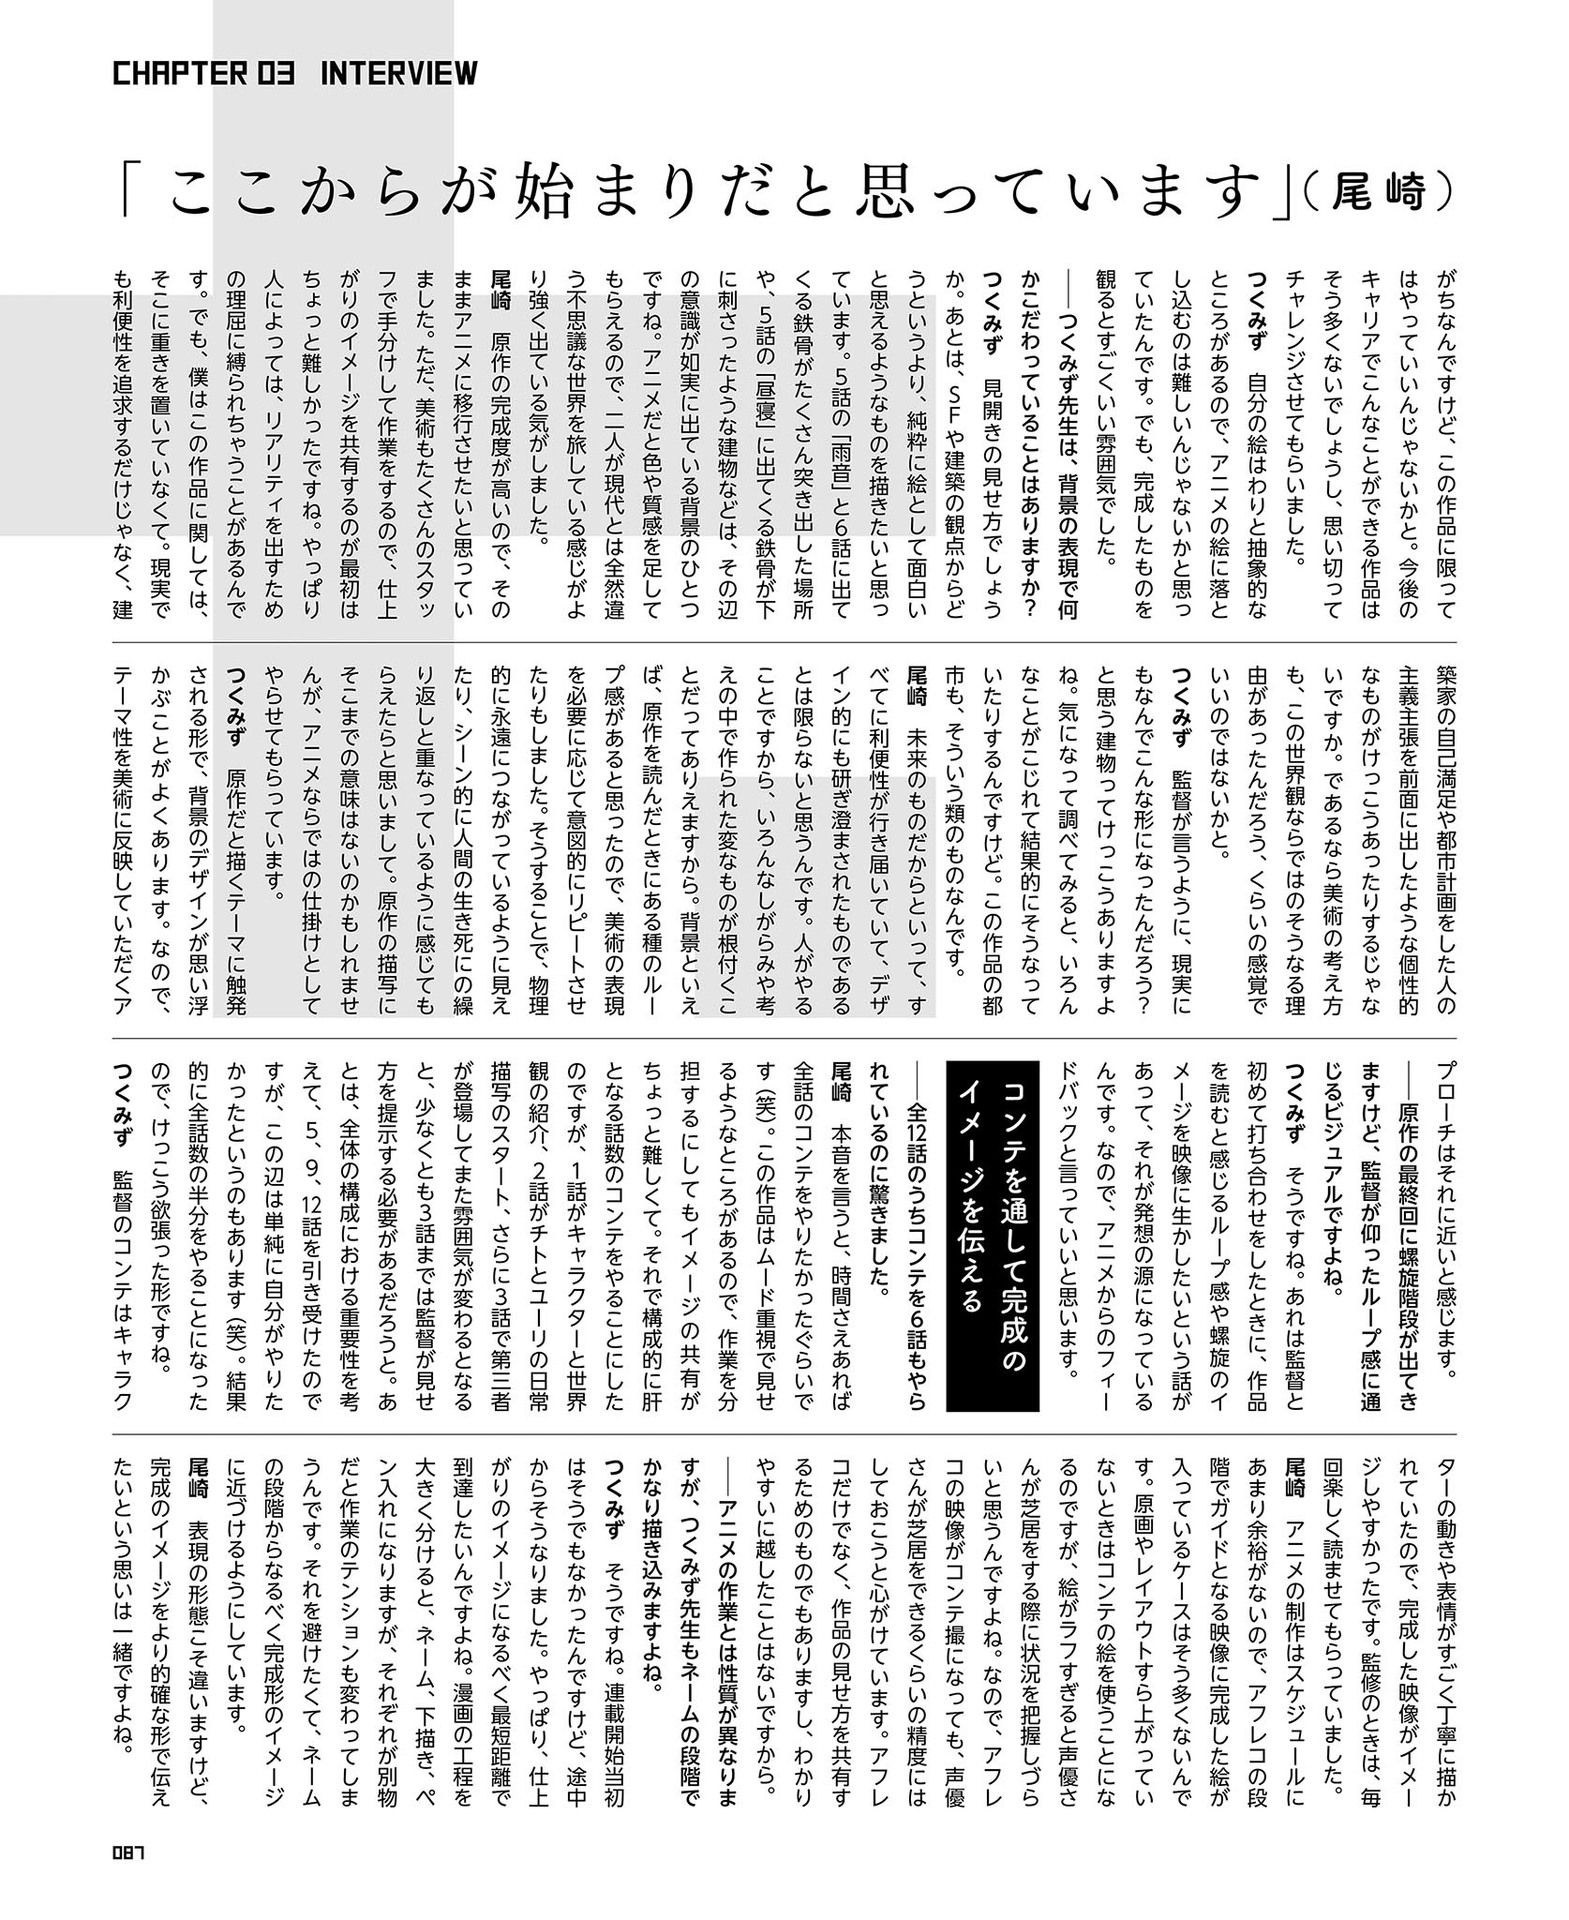 CHAPTER 03 INTERVIEW
「ここからが始まりだと思っています」（尾崎）
がちなんですけど、この作品に限って
はやっていいんじゃないかと。今後の
キャリアでこんなことができる作品は
そう多くないでしょうし、思い切って
チャレンジさせてもらいました。
つくみず　自分の絵はわりと抽象的な
ところがあるので、アニメの絵に落と
し込むのは難しいんじゃないかと思っ
ていたんです。でも、完成したものを
観るとすごくいい雰囲気でした。
――つくみず先生は、背景の表現で何
かこだわっていることはありますか？
つくみず　見開きの見せ方でしょう
か。あとは、SFや建築の観点からど
うというより、純粋に絵として面白い
と思えるようなものを描きたいと思っ
ています。5話の「雨音」と6話に出て
くる鉄骨がたくさん突き出した場所
や、5話の「昼寝」に出てくる鉄骨が下
に刺さったような建物などは、その辺
の意識が如実に出ている背景のひとつ
ですね。アニメだと色や質感を足して
もらえるので、二人が現代とは全然違
う不思議な世界を旅している感じがよ
り強く出ている気がしました。
尾崎　原作の完成度が高いので、その
ままアニメに移行させたいと思ってい
ました。ただ、美術もたくさんのスタッ
フで手分けして作業をするので、仕上
がりのイメージを共有するのが最初は
ちょっと難しかったですね。やっぱり
人によっては、リアリティを出すため
の理屈に縛られちゃうことがあるんで
す。でも、僕はこの作品に関しては、
そこに重きを置いていなくて。現実で
も利便性を追求するだけじゃなく、建
築家の自己満足や都市計画をした人の
主義主張を前面に出したような個性的
なものがけっこうあったりするじゃな
いですか。であるなら美術の考え方
も、この世界観ならではのそうなる理
由があったんだろう、くらいの感覚で
いいのではないかと。
つくみず　監督が言うように、現実に
もなんでこんな形になったんだろう？
と思う建物ってけっこうありますよ
ね。気になって調べてみると、いろん
なことがこじれて結果的にそうなって
いたりするんですけど。この作品の都
市も、そういう類のものなんです。
尾崎　未来のものだからといって、す
べてに利便性が行き届いていて、デザ
イン的にも研ぎ澄まされたものである
とは限らないと思うんです。人がやる
ことですから、いろんなしがらみや考
えの中で作られた変なものが根付くこ
とだってありえますから。背景といえ
ば、原作を読んだときにある種のルー
プ感があると思ったので、美術の表現
を必要に応じて意図的にリピートさせ
たりもしました。そうすることで、物理
的に永遠につながっているように見え
たり、シーン的に人間の生き死にの繰
り返しと重なっているように感じても
らえたらと思いまして。原作の描写に
そこまでの意味はないのかもしれませ
んが、アニメならではの仕掛けとして
やらせてもらっています。
つくみず　原作だと描くテーマに触発
される形で、背景のデザインが思い浮
かぶことがよくあります。なので、
テーマ性を美術に反映していただくア
プローチはそれに近いと感じます。
――原作の最終回に螺旋階段が出てき
ますけど、監督が仰ったループ感に通
じるビジュアルですよね。
つくみず　そうですね。あれは監督と
初めて打ち合わせをしたときに、作品
を読むと感じるループ感や螺旋のイ
メージを映像に生かしたいという話が
あって、それが発想の源になっている
んです。なので、アニメからのフィー
ドバックと言っていいと思います。
コンテを通して完成の
イメージを伝える
――全12話のうちコンテを6話もやら
れているのに驚きました。
尾崎　本音を言うと、時間さえあれば
全話のコンテをやりたかったぐらいで
す（笑）。この作品はムード重視で見せ
るようなところがあるので、作業を分
担するにしてもイメージの共有が
ちょっと難しくて。それで構成的に肝
となる話数のコンテをやることにした
のですが、1話がキャラクターと世界
観の紹介、2話がチトとユーリの日常
描写のスタート、さらに3話で第三者
が登場してまた雰囲気が変わるとなる
と、少なくとも3話までは監督が見せ
方を提示する必要があるだろうと。あ
とは、全体の構成における重要性を考
えて、5、9、12話を引き受けたので
すが、この辺は単純に自分がやりた
かったというのもあります（笑）。結果
的に全話数の半分をやることになった
ので、けっこう欲張った形ですね。
つくみず　監督のコンテはキャラク
ターの動きや表情がすごく丁寧に描か
れていたので、完成した映像がイメー
ジしやすかったです。監修のときは、毎
回楽しく読ませてもらっていました。
尾崎　アニメの制作はスケジュールに
あまり余裕がないので、アフレコの段
階でガイドとなる映像に完成した絵が
入っているケースはそう多くないんで
す。原画やレイアウトすら上がってい
ないときはコンテの絵を使うことにな
るのですが、絵がラフすぎると声優さ
んが芝居をする際に状況を把握しづら
いと思うんですよね。なので、アフレ
コの映像がコンテ撮になっても、声優
さんが芝居をできるくらいの精度には
しておこうと心がけています。アフレ
コだけでなく、作品の見せ方を共有す
るためのものでもありますし、わかり
やすいに越したことはないですから。
――アニメの作業とは性質が異なりま
すが、つくみず先生もネームの段階で
かなり描き込みますよね。
つくみず　そうですね。連載開始当初
はそうでもなかったんですけど、途中
からそうなりました。やっぱり、仕上
がりのイメージになるべく最短距離で
到達したいんですよね。漫画の工程を
大きく分けると、ネーム、下描き、ペ
ン入れになりますが、それぞれが別物
だと作業のテンションも変わってしま
うんです。それを避けたくて、ネーム
の段階からなるべく完成形のイメージ
に近づけるようにしています。
尾崎　表現の形態こそ違いますけど、
完成のイメージをより的確な形で伝え
たいという思いは一緒ですよね。
087